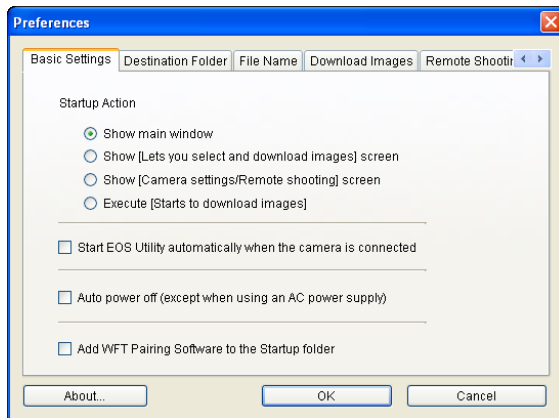 Preferences
Basic Settings Destination Folder File Name Download Images Remote Shootin
Startup Action
Show main window
Show [Lets you select and download images] screen
Show [Camera settings/Remote shooting] screen
Execute [Starts to download images]
Start EOS Utility automatically when the camera is connected
Auto power off (except when using an AC power supply)
Add WFT Pairing Software to the Startup folder
About... OK Cancel